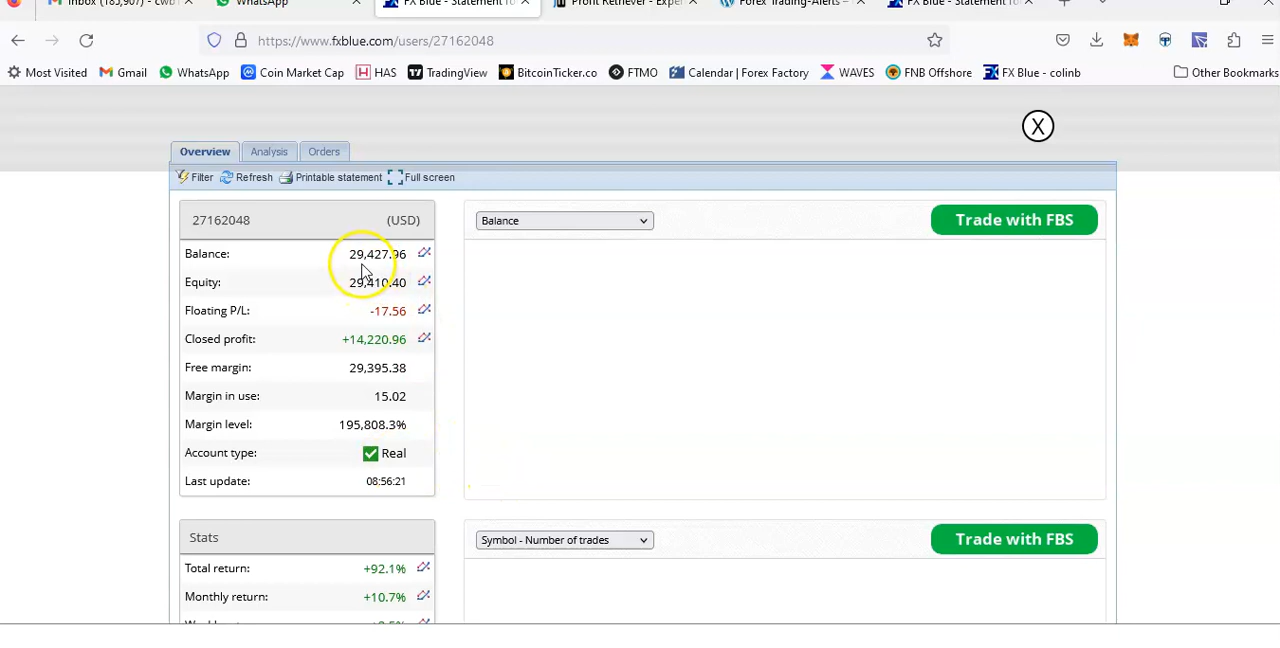 Inbox (185,907) - cwbf
WhatsApp
FX Blue - Statement fo
Profit Retriever - Exper
Forex Trading-Alerts –
FX Blue - Statement fo
https://www.fxblue.com/users/27162048
Most Visited Gmail WhatsApp Coin Market Cap HAS TradingView BitcoinTicker.co FTMO Calendar | Forex Factory WAVES FNB Offshore FX Blue - colinb Other Bookmarks
X
Overview Analysis Orders
Filter Refresh Printable statement Full screen
27162048 (USD)
Balance: 29,427.96
Equity: 29,410.40
Floating P/L: -17.56
Closed profit: +14,220.96
Free margin: 29,395.38
Margin in use: 15.02
Margin level: 195,808.3%
Account type: Real
Last update: 08:56:21
Balance
Trade with FBS
Stats
Total return: +92.1%
Monthly return: +10.7%
Symbol - Number of trades
Trade with FBS